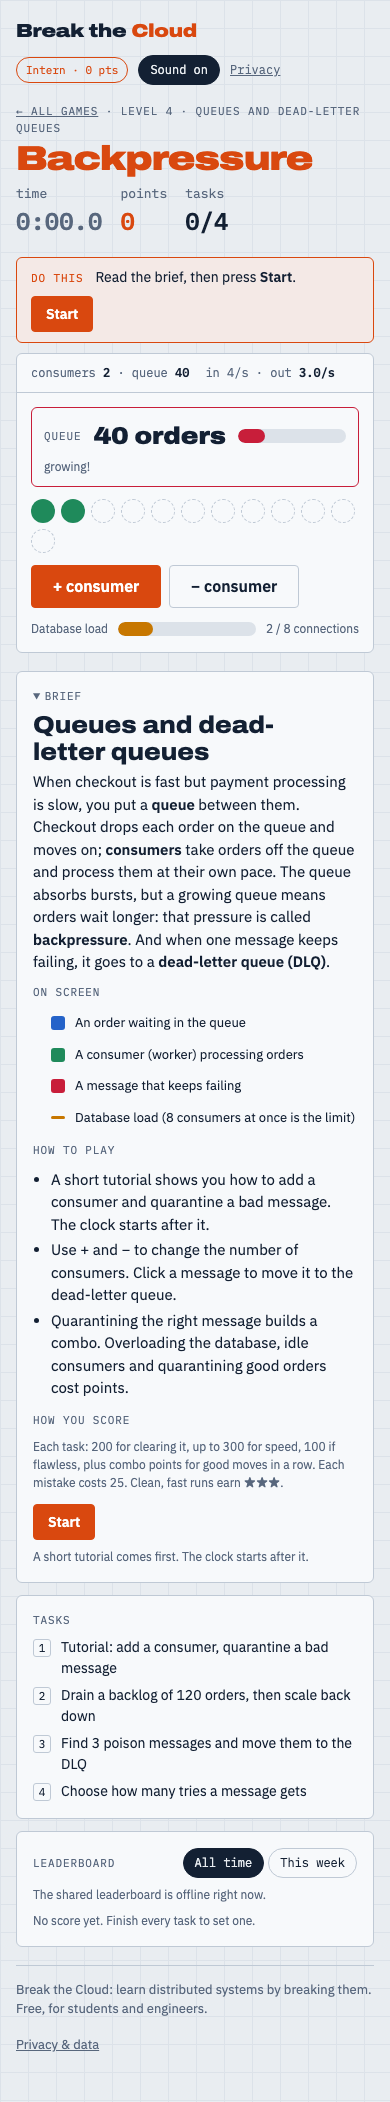 Break the Cloud
Intern · 0 pts
Sound on
Privacy
← ALL GAMES · LEVEL 4 · QUEUES AND DEAD-LETTER
QUEUES
Backpressure
time points tasks
0:00.0 0 0/4
DO THIS Read the brief, then press Start.
Start
consumers 2 · queue 40 in 4/s · out 3.0/s
QUEUE 40 orders
growing!
+ consumer
− consumer
Database load 2 / 8 connections
▼ BRIEF
Queues and dead-
letter queues
When checkout is fast but payment processing
is slow, you put a queue between them.
Checkout drops each order on the queue and
moves on; consumers take orders off the queue
and process them at their own pace. The queue
absorbs bursts, but a growing queue means
orders wait longer: that pressure is called
backpressure. And when one message keeps
failing, it goes to a dead-letter queue (DLQ).
ON SCREEN
An order waiting in the queue
A consumer (worker) processing orders
A message that keeps failing
Database load (8 consumers at once is the limit)
HOW TO PLAY
• A short tutorial shows you how to add a
consumer and quarantine a bad message.
The clock starts after it.
• Use + and − to change the number of
consumers. Click a message to move it to the
dead-letter queue.
• Quarantining the right message builds a
combo. Overloading the database, idle
consumers and quarantining good orders
cost points.
HOW YOU SCORE
Each task: 200 for clearing it, up to 300 for speed, 100 if
flawless, plus combo points for good moves in a row. Each
mistake costs 25. Clean, fast runs earn ★★★.
Start
A short tutorial comes first. The clock starts after it.
TASKS
1 Tutorial: add a consumer, quarantine a bad
message
2 Drain a backlog of 120 orders, then scale back
down
3 Find 3 poison messages and move them to the
DLQ
4 Choose how many tries a message gets
LEADERBOARD All time This week
The shared leaderboard is offline right now.
No score yet. Finish every task to set one.
Break the Cloud: learn distributed systems by breaking them.
Free, for students and engineers.
Privacy & data